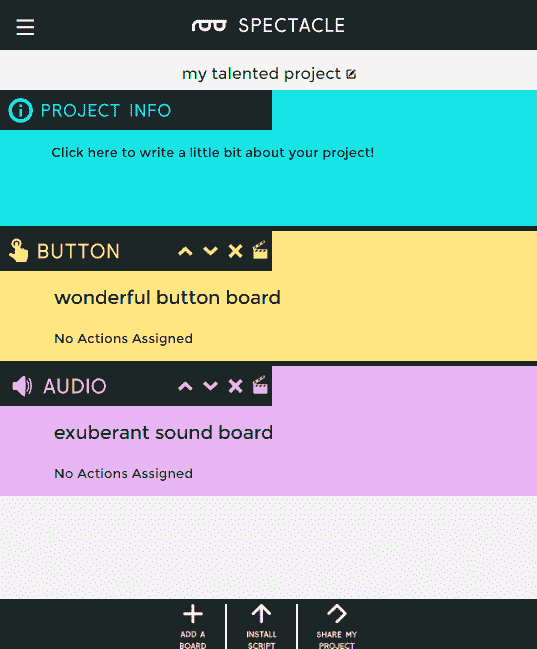 SPECTACLE
my talented project
PROJECT INFO
Click here to write a little bit about your project!
BUTTON
wonderful button board
No Actions Assigned
AUDIO
exuberant sound board
No Actions Assigned
ADD A
BOARD
INSTALL
SCRIPT
SHARE MY
PROJECT